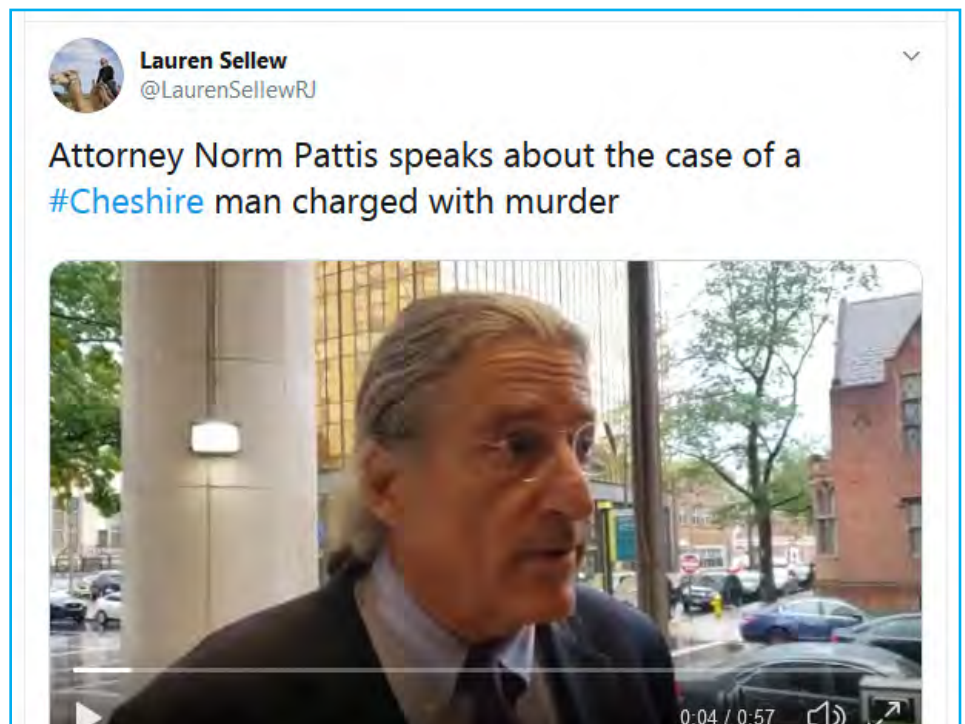 Lauren Sellew
@LaurenSellewRJ
Attorney Norm Pattis speaks about the case of a
#Cheshire man charged with murder
0:04 / 0:57